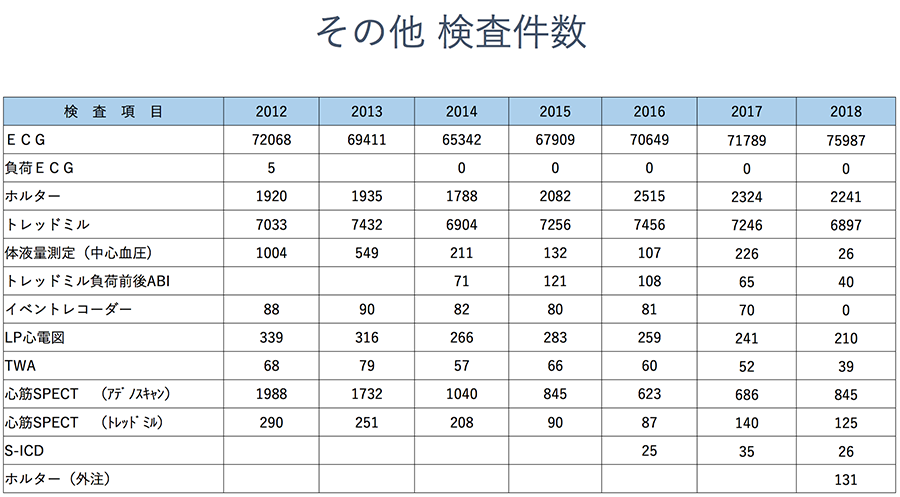 その他 検査件数
検 査 項 目 2012 2013 2014 2015 2016 2017 2018
ＥＣＧ 72068 69411 65342 67909 70649 71789 75987
負荷ＥＣＧ 5 0 0 0 0 0
ホルター 1920 1935 1788 2082 2515 2324 2241
トレッドミル 7033 7432 6904 7256 7456 7246 6897
体液量測定（中心血圧） 1004 549 211 132 107 226 26
トレッドミル負荷前後ABI 71 121 108 65 40
イベントレコーダー 88 90 82 80 81 70 0
LP心電図 339 316 266 283 259 241 210
TWA 68 79 57 66 60 52 39
心筋SPECT （ｱﾃﾞﾉｽｷｬﾝ） 1988 1732 1040 845 623 686 845
心筋SPECT （ﾄﾚｯﾄﾞﾐﾙ） 290 251 208 90 87 140 125
S-ICD 25 35 26
ホルター（外注） 131